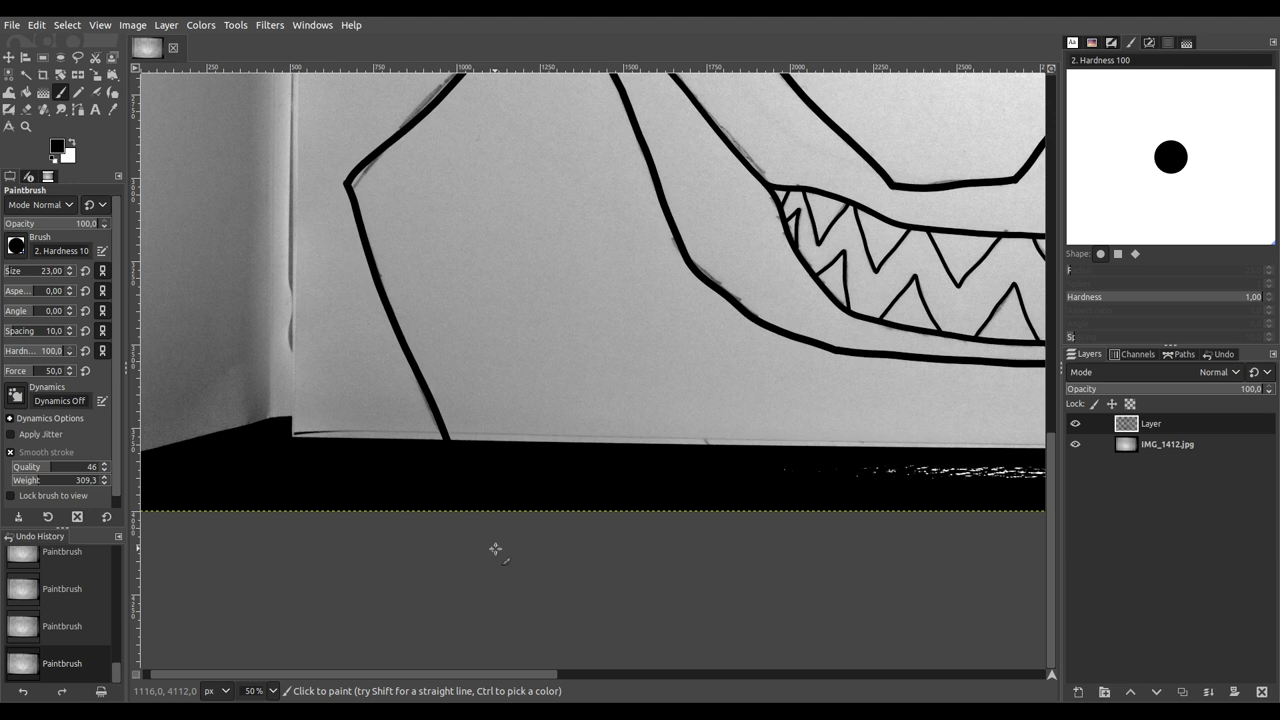 File Edit Select View Image Layer Colors Tools Filters Windows Help
2. Hardness 100
250 500 750 1000 1250 1500 1750 2000 2250 2500
Paintbrush
Mode Normal
Opacity 100,0
Brush
2. Hardness 10
Size 23,00
Aspe... 0,00
Angle 0,00
Spacing 10,0
Hardn... 100,0
Force 50,0
Dynamics
Dynamics Off
Dynamics Options
Apply Jitter
Smooth stroke
Quality 46
Weight 309,3
Lock brush to view
Undo History
Paintbrush
Paintbrush
Paintbrush
Paintbrush
Shape:
Hardness 1,00
Layers Channels Paths Undo
Mode Normal
Opacity 100,0
Lock:
Layer
IMG_1412.jpg
1116,0, 4112,0 px 50 % Click to paint (try Shift for a straight line, Ctrl to pick a color)